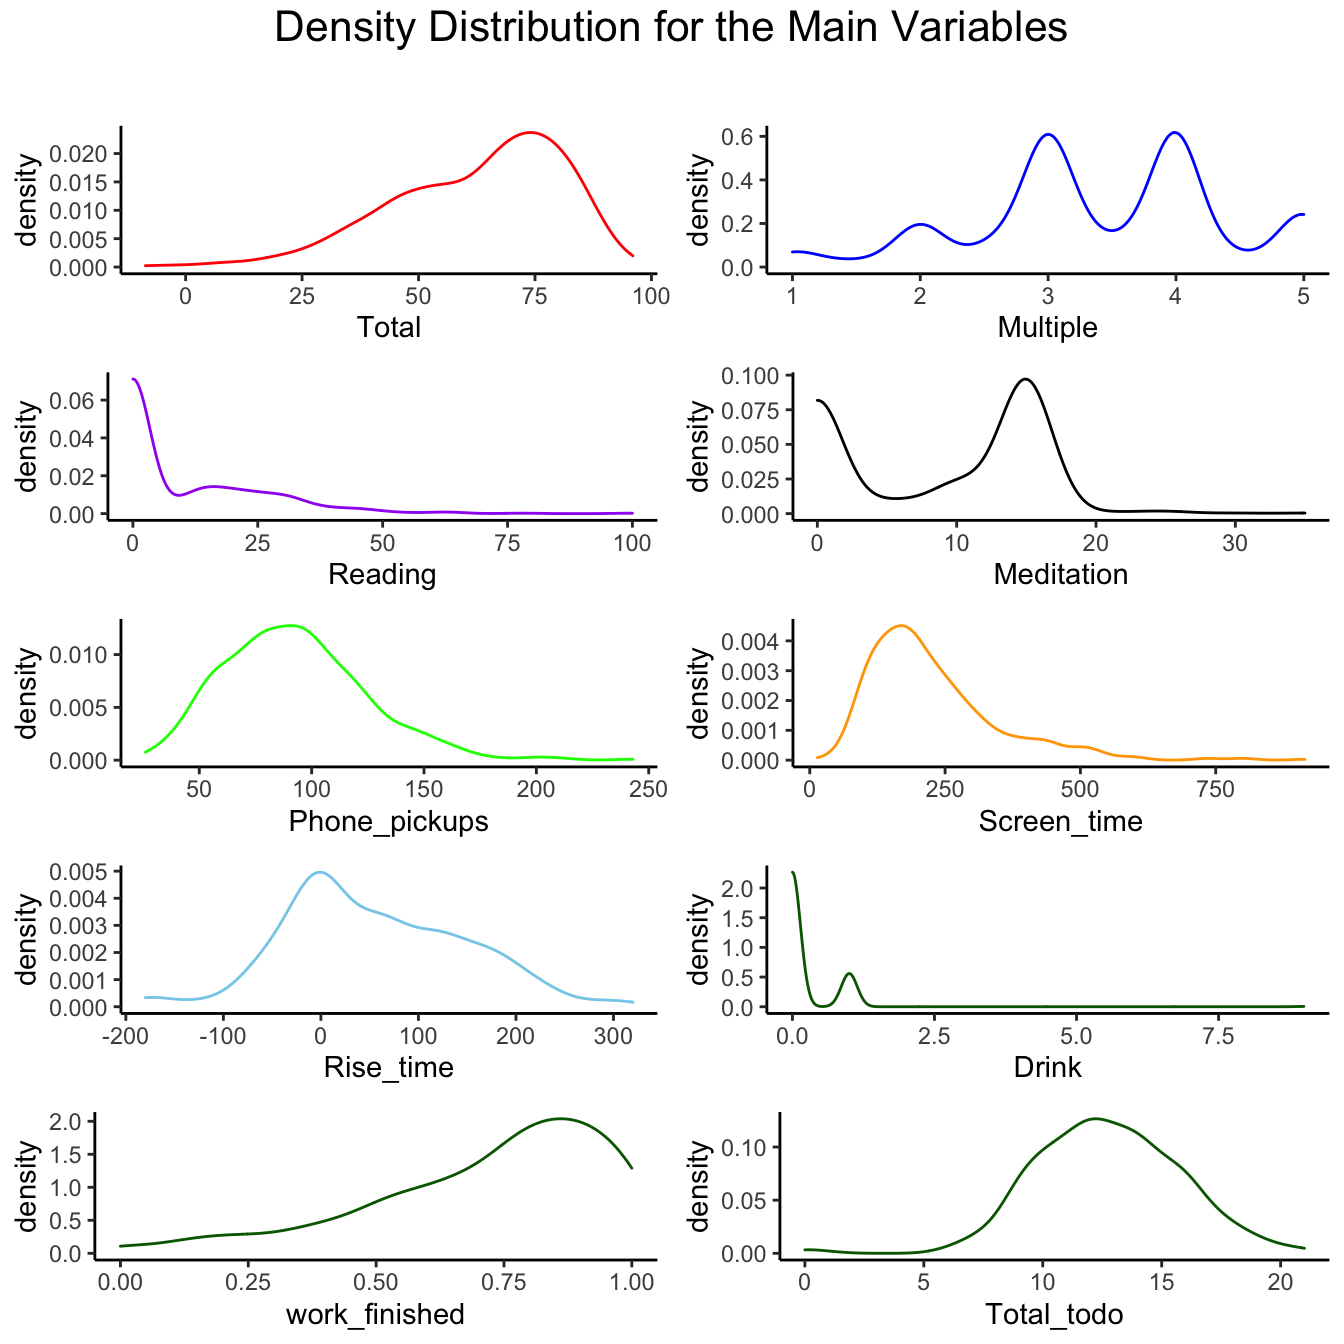 Density Distribution for the Main Variables
density
0.020
0.015
0.010
0.005
0.000
0 25 50 75 100
Total
density
0.6
0.4
0.2
0.0
1 2 3 4 5
Multiple
density
0.06
0.04
0.02
0.00
0 25 50 75 100
Reading
density
0.100
0.075
0.050
0.025
0.000
0 10 20 30
Meditation
density
0.010
0.005
0.000
50 100 150 200 250
Phone_pickups
density
0.004
0.003
0.002
0.001
0.000
0 250 500 750
Screen_time
density
0.005
0.004
0.003
0.002
0.001
0.000
-200 -100 0 100 200 300
Rise_time
density
2.0
1.5
1.0
0.5
0.0
0.0 2.5 5.0 7.5
Drink
density
2.0
1.5
1.0
0.5
0.0
0.00 0.25 0.50 0.75 1.00
work_finished
density
0.10
0.05
0.00
0 5 10 15 20
Total_todo